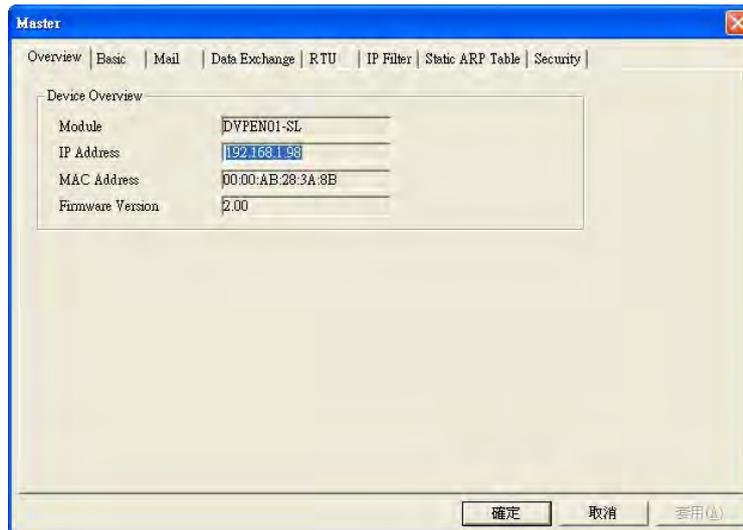 Master
Overview Basic Mail Data Exchange RTU IP Filter Static ARP Table Security
Device Overview
Module DVPEN01-SL
IP Address 192.168.1.98
MAC Address 00:00:AB:28:3A:8B
Firmware Version 2.00
確定 取消 套用(A)